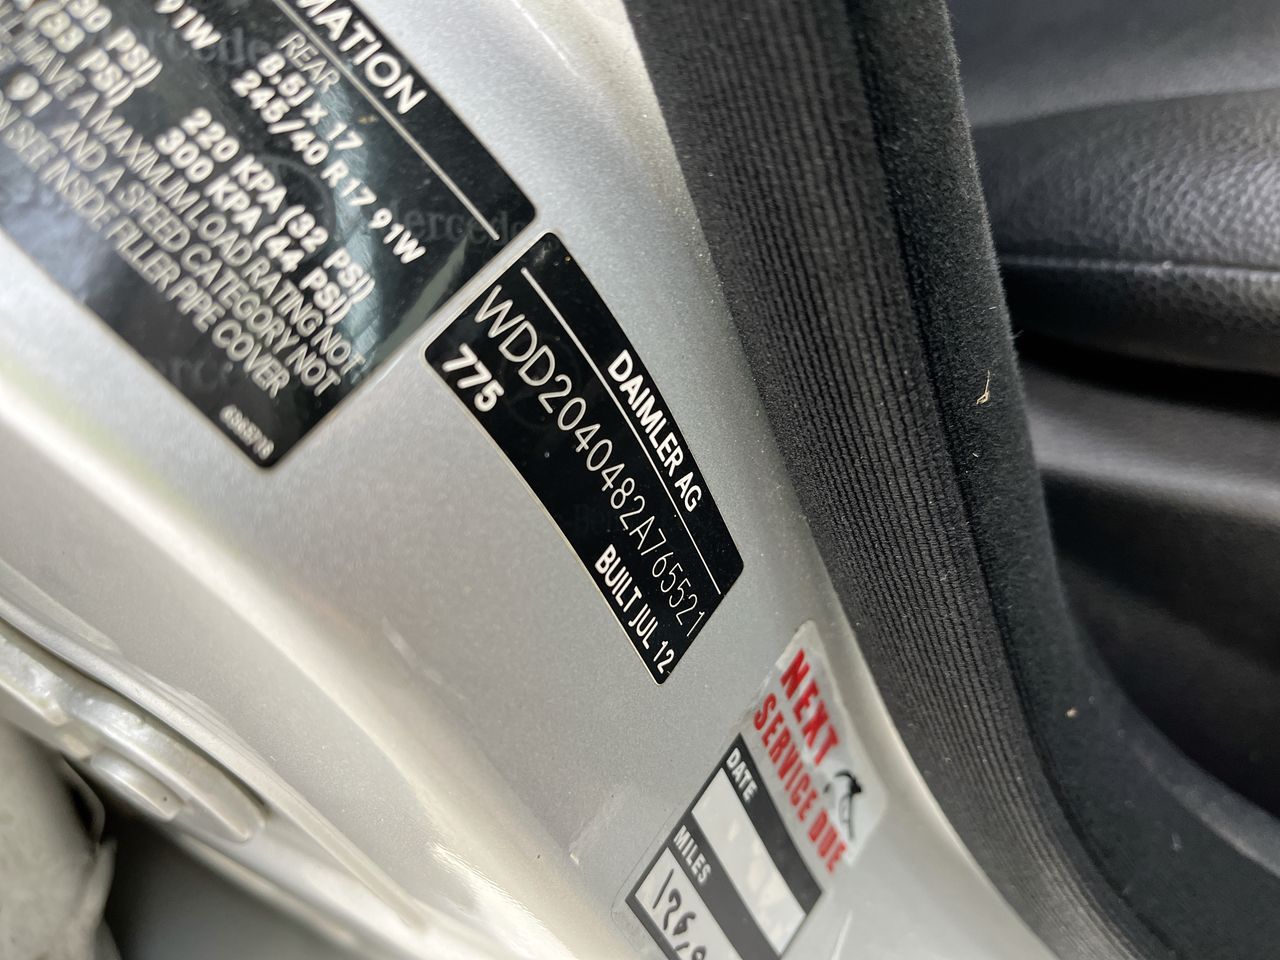 MATION
REAR
8.5J X 17
91W
245/40 R17 91W
PSI)
220 KPA (32 PSI)
(33 PSI)
300 KPA (44 PSI)
HAVE A MAXIMUM LOAD RATING NOT
91 AND A SPEED CATEGORY NOT
SEE INSIDE FILLER PIPE COVER
DAIMLER AG
WDD2040482A765521
775
BUILT JUL 12
NEXT
SERVICE DUE
DATE
MILES